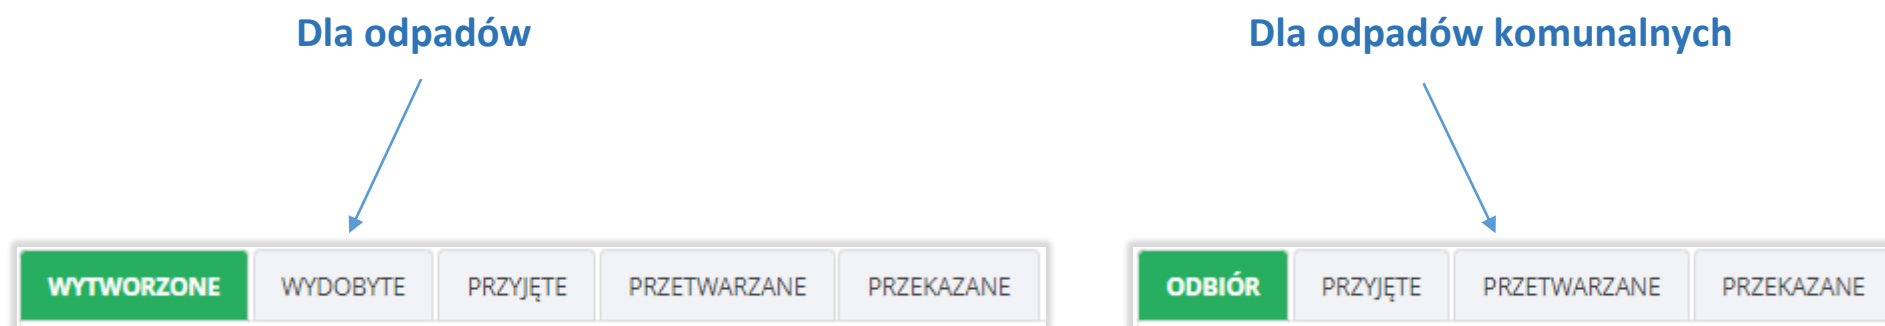 Dla odpadów
Dla odpadów komunalnych
WYTWORZONE WYDOBYTE PRZYJĘTE PRZETWARZANE PRZEKAZANE
ODBIÓR PRZYJĘTE PRZETWARZANE PRZEKAZANE